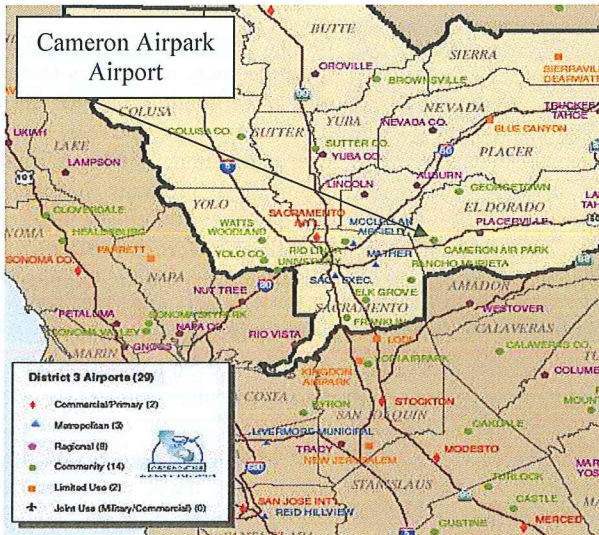 Cameron Airpark
Airport
BUTTE
SIERRA
OROVILLE
BROWNSVILLE
COLUSA
YUBA
NEVADA
NEVADA CO.
TRUCKEE
TAHOE
UKIAH
LAKE
LAMPSON
COLUSA CO.
SUTTER
SUTTER CO.
YUBA CO.
BLUE CANYON
PLACER
80
5
101
LINCOLN
AUBURN
GEORGETOWN
YOLO
EL DORADO
CLOVERDALE
HEALDSBURG
WATTS
WOODLAND
SACRAMENTO
INT'L
MCCLELLAN
AIRFIELD
PLACERVILLE
RIO LINDA
CAMERON AIR PARK
PARRETT
YOLO CO.
UNIVERSITY
MATHER
RANCHO MURIETA
SONOMA CO.
NAPA
SAC EXEC.
NUT TREE
80
ELK GROVE
AMADOR
SACRAMENTO
FRANKLIN
WESTOVER
PETALUMA
SONOMA SKYPARK
SONOMA VALLEY
NAPA CO.
RIO VISTA
CALAVERAS
MARIN
GNOSS
LODI
LODI AIRPARK
CALAVERAS CO.
KINGDON
AIRPARK
COSTA
BYRON
STOCKTON
SAN JOAQUIN
OAKDALE
LIVERMORE MUNICIPAL
TRACY
NEW JERUSALEM
MODESTO
680
STANISLAUS
TURLOCK
CASTLE
SAN JOSE INT'L
REID HILLVIEW
GUSTINE
MERCED
5
District 3 Airports (29)
Commercial/Primary (2)
Metropolitan (3)
Regional (8)
Community (14)
Limited Use (2)
Joint Use (Military/Commercial) (0)